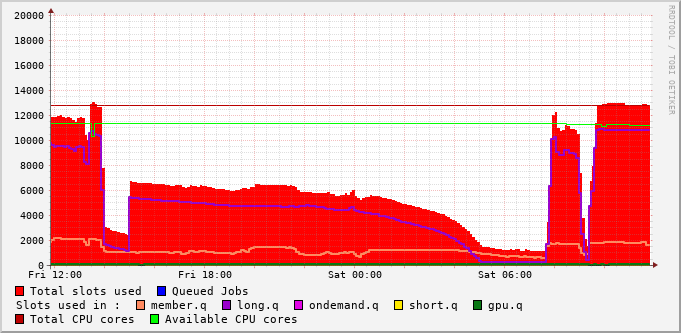 RRDTOOL / TOBI OETIKER
20000
18000
16000
14000
12000
10000
8000
6000
4000
2000
0
Fri 12:00 Fri 18:00 Sat 00:00 Sat 06:00
Total slots used Queued Jobs
Slots used in : member.q long.q ondemand.q short.q gpu.q
Total CPU cores Available CPU cores